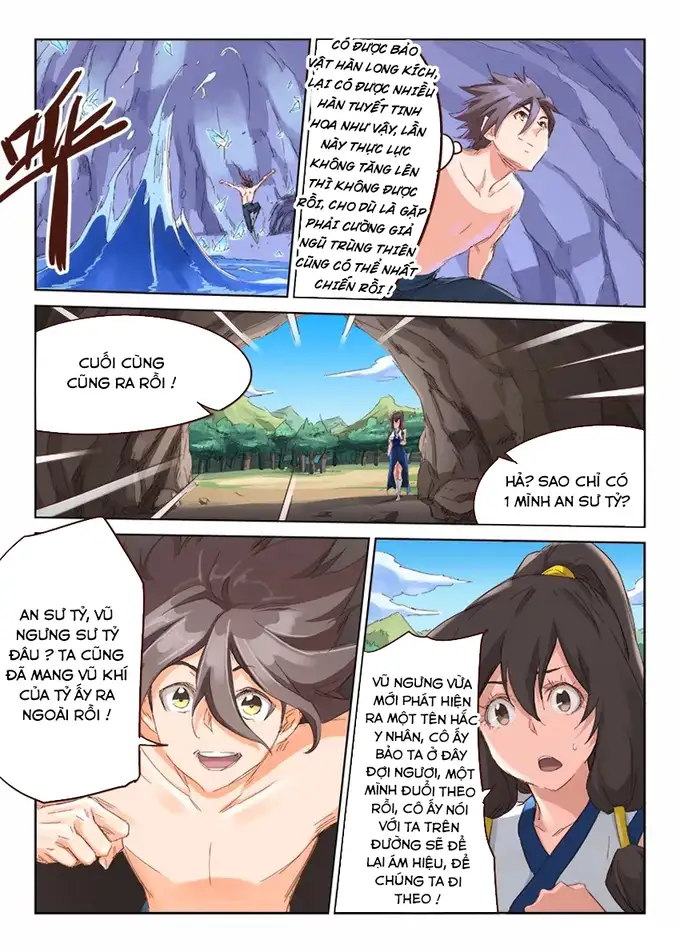 CÓ ĐƯỢC BẢO
VẬT HÀN LONG KÍCH,
LẠI CÓ ĐƯỢC NHIỀU
HÀN TUYẾT TINH
HOA NHƯ VẬY, LẦN
NÀY THỰC LỰC
KHÔNG TĂNG LÊN
THÌ KHÔNG ĐƯỢC
RỒI, CHO DÙ LÀ GẶP
PHẢI CƯỜNG GIẢ
NGŨ TRÙNG THIÊN
CŨNG CÓ THỂ NHẤT
CHIẾN RỒI !
CUỐI CÙNG
CŨNG RA RỒI !
HẢ? SAO CHỈ CÓ
1 MÌNH AN SƯ TỶ?
AN SƯ TỶ, VŨ
NGƯNG SƯ TỶ
ĐÂU ? TA CŨNG
ĐÃ MANG VŨ KHÍ
CỦA TỶ ẤY RA
NGOÀI RỒI !
VŨ NGƯNG VỪA
MỚI PHÁT HIỆN
RA MỘT TÊN HẮC
Y NHÂN, CÔ ẤY
BẢO TA Ở ĐÂY
ĐỢI NGƯƠI, MỘT
MÌNH ĐUỔI THEO
RỒI, CÔ ẤY NÓI
VỚI TA TRÊN
ĐƯỜNG SẼ ĐỂ
LẠI ÁM HIỆU, ĐỂ
CHÚNG TA ĐI
THEO !